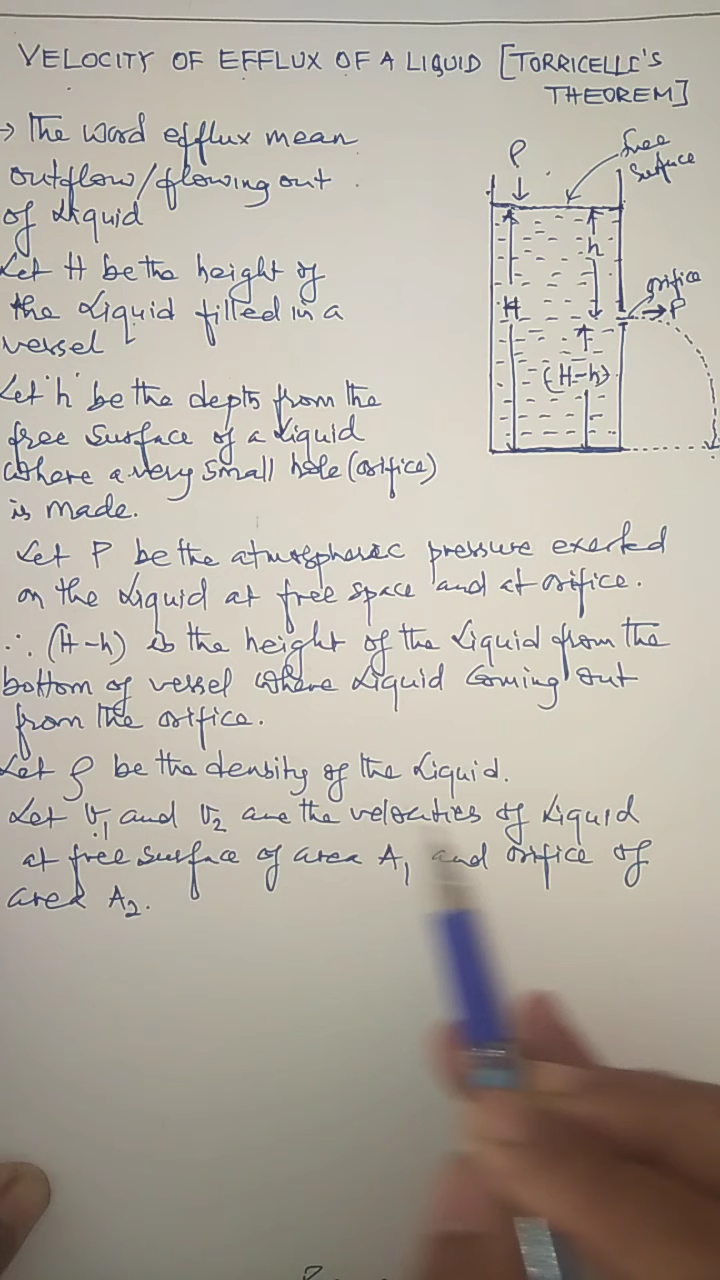 VELOCITY OF EFFLUX OF A LIQUID [TORRICELLI'S
THEOREM]
→ The word efflux mean
outflow/flowing out
of Liquid
Let H be the height of
the Liquid filled in a
vessel
Let 'h' be the depth from the
free surface of a Liquid
where a very small hole (orifice)
is made.
Let P be the atmospheric pressure exerted
on the Liquid at free space and at orifice.
∴ (H-h) is the height of the Liquid from the
bottom of vessel where Liquid coming out
from the orifice.
Let ρ be the density of the Liquid.
Let v₁ and v₂ are the velocities of Liquid
at free surface of area A₁ and orifice of
area A₂.
P
free
surface
h
H
orifice
P
(H-h)